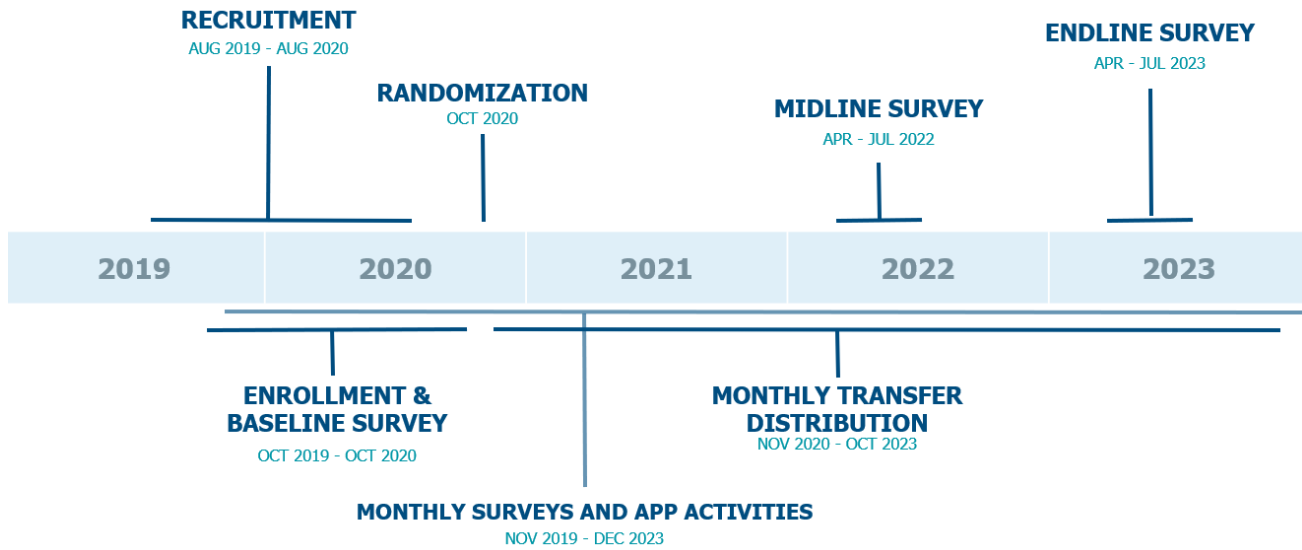 RECRUITMENT
AUG 2019 - AUG 2020
RANDOMIZATION
OCT 2020
MIDLINE SURVEY
APR - JUL 2022
ENDLINE SURVEY
APR - JUL 2023
2019
2020
2021
2022
2023
ENROLLMENT &
BASELINE SURVEY
OCT 2019 - OCT 2020
MONTHLY TRANSFER
DISTRIBUTION
NOV 2020 - OCT 2023
MONTHLY SURVEYS AND APP ACTIVITIES
NOV 2019 - DEC 2023